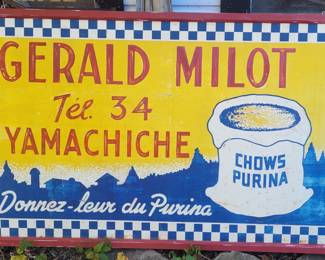 GERALD MILOT
Tél. 34
YAMACHICHE
CHOWS
PURINA
Donnez-leur du Purina